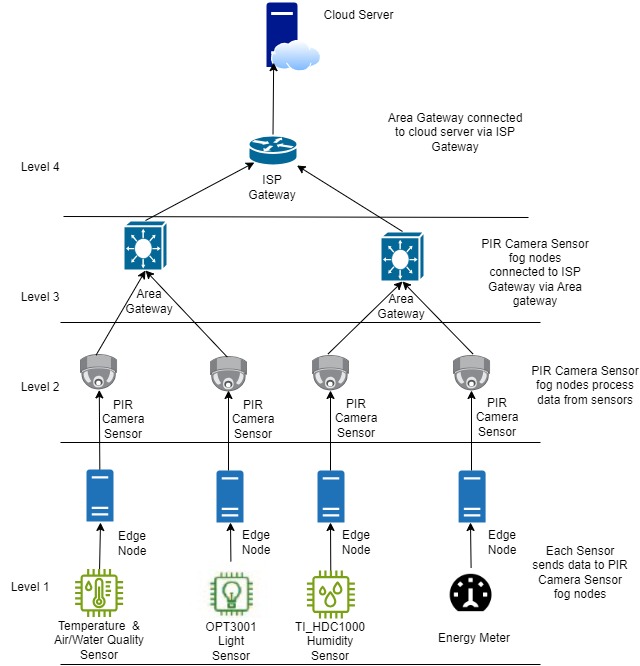 Cloud Server
Area Gateway connected
to cloud server via ISP
Gateway
Level 4
ISP
Gateway
PIR Camera Sensor
fog nodes
connected to ISP
Gateway via Area
gateway
Level 3
Area
Gateway
Area
Gateway
Level 2
PIR Camera Sensor
fog nodes process
data from sensors
PIR
Camera
Sensor
PIR
Camera
Sensor
PIR
Camera
Sensor
PIR
Camera
Sensor
Edge
Node
Edge
Node
Edge
Node
Edge
Node
Level 1
Each Sensor
sends data to PIR
Camera Sensor
fog nodes
Temperature &
Air/Water Quality
Sensor
OPT3001
Light
Sensor
TI_HDC1000
Humidity
Sensor
Energy Meter